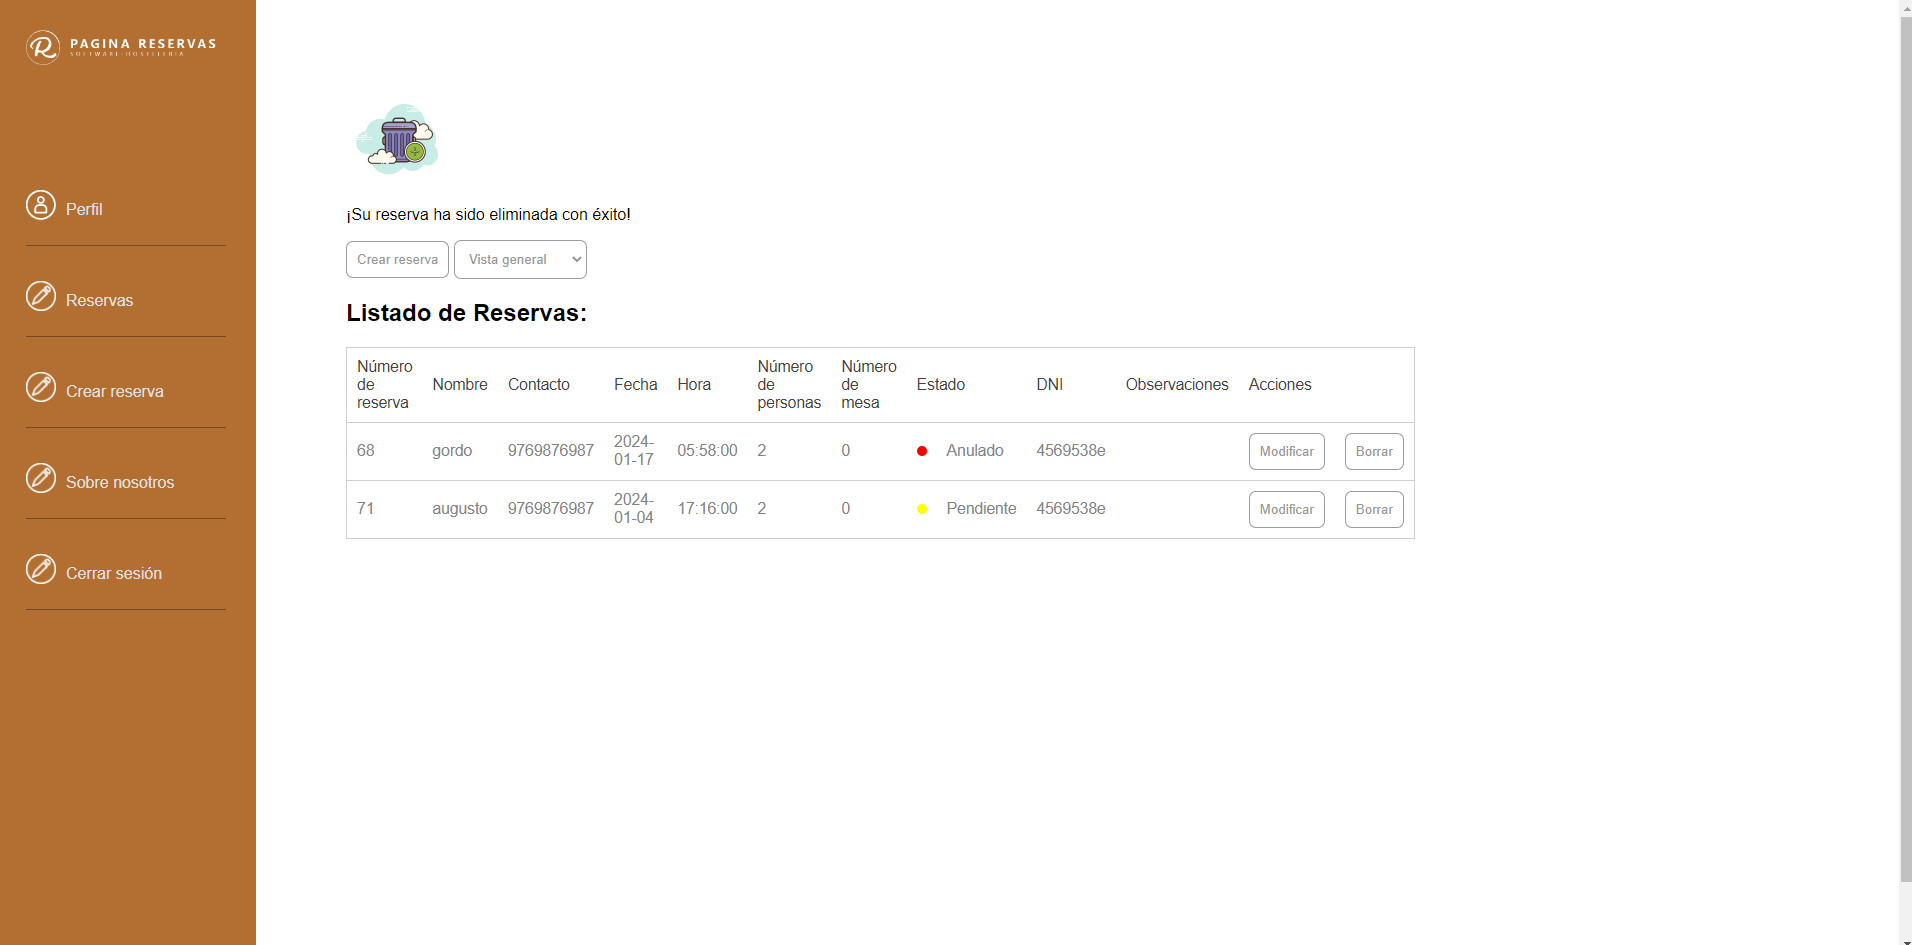 PAGINA RESERVAS
SOFTWARE-HOSTELERIA
Perfil
Reservas
Crear reserva
Sobre nosotros
Cerrar sesión
¡Su reserva ha sido eliminada con éxito!
Crear reserva Vista general
Listado de Reservas:
Número de reserva Nombre Contacto Fecha Hora Número de personas Número de mesa Estado DNI Observaciones Acciones
68 gordo 9769876987 2024-01-17 05:58:00 2 0 Anulado 4569538e Modificar Borrar
71 augusto 9769876987 2024-01-04 17:16:00 2 0 Pendiente 4569538e Modificar Borrar